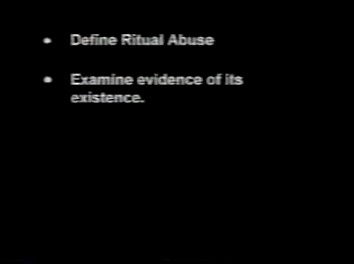 • Define Ritual Abuse
• Examine evidence of its
existence.